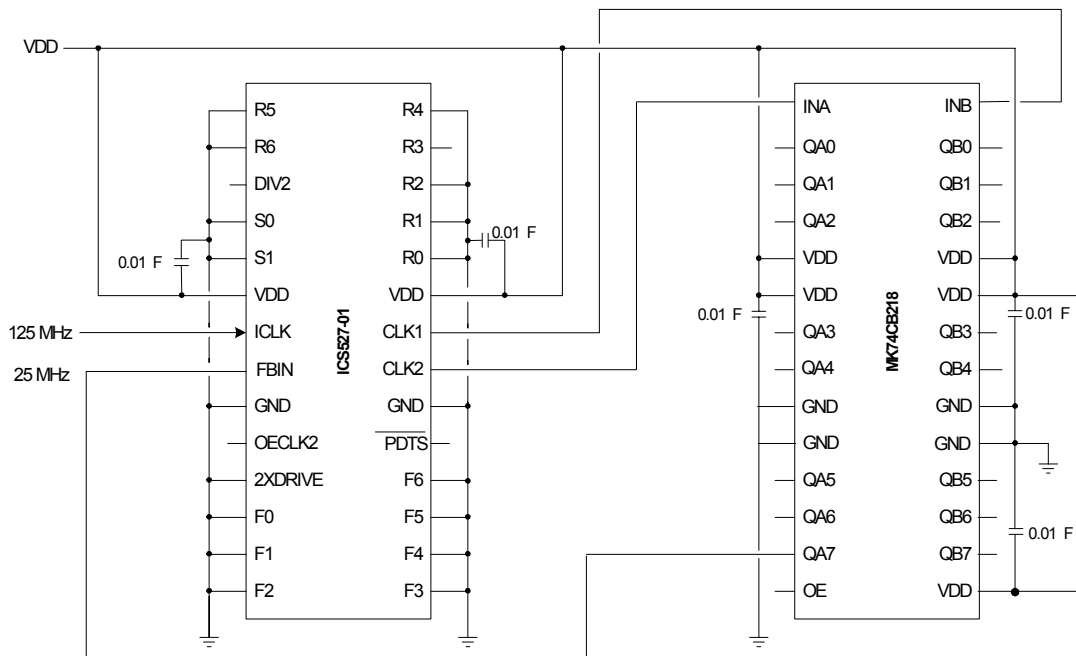 VDD
R5
R6
DIV2
S0
S1
VDD
ICLK
FBIN
GND
OECLK2
2XDRIVE
F0
F1
F2
R4
R3
R2
R1
R0
VDD
CLK1
CLK2
GND
PDTS
F6
F5
F4
F3
ICS527-01
0.01 F
0.01 F
125 MHz
25 MHz
INA
QA0
QA1
QA2
VDD
VDD
QA3
QA4
GND
GND
QA5
QA6
QA7
OE
INB
QB0
QB1
QB2
VDD
VDD
QB3
QB4
GND
GND
QB5
QB6
QB7
VDD
MK74CB218
0.01 F
0.01 F
0.01 F